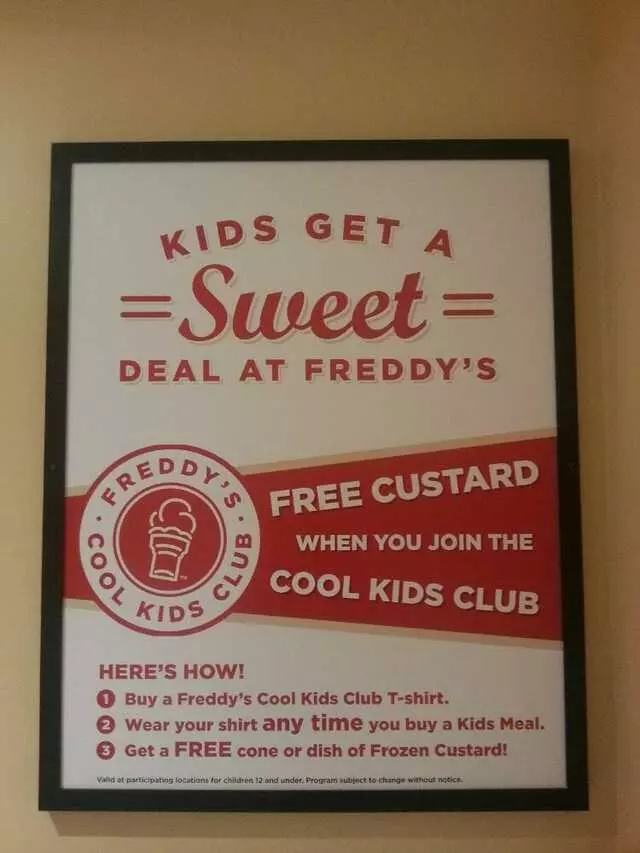 KIDS GET A
Sweet
DEAL AT FREDDY'S
FREDDY'S
COOL KIDS CLUB
FREE CUSTARD
WHEN YOU JOIN THE
COOL KIDS CLUB
HERE'S HOW!
1 Buy a Freddy's Cool Kids Club T-shirt.
2 Wear your shirt any time you buy a Kids Meal.
3 Get a FREE cone or dish of Frozen Custard!
Valid at participating locations for children 12 and under. Program subject to change without notice.